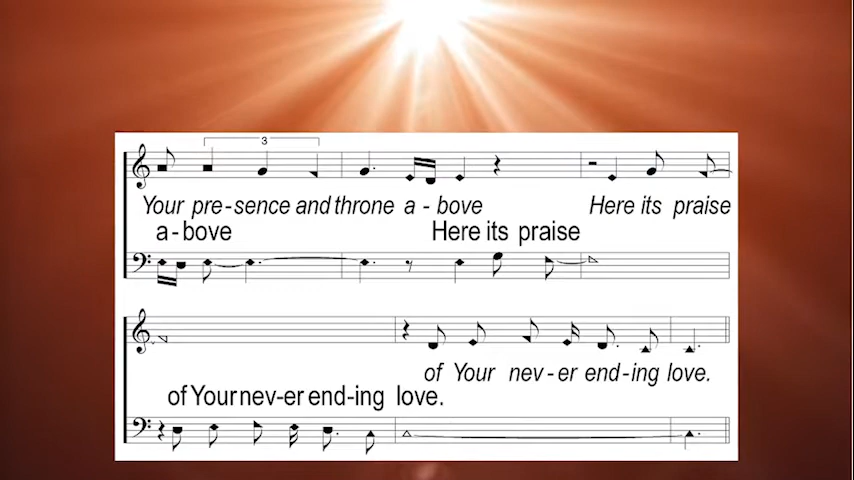 3
Your pre-sence and throne a - bove Here its praise
a-bove Here its praise
of Your nev-er end-ing love.
of Your nev-er end-ing love.